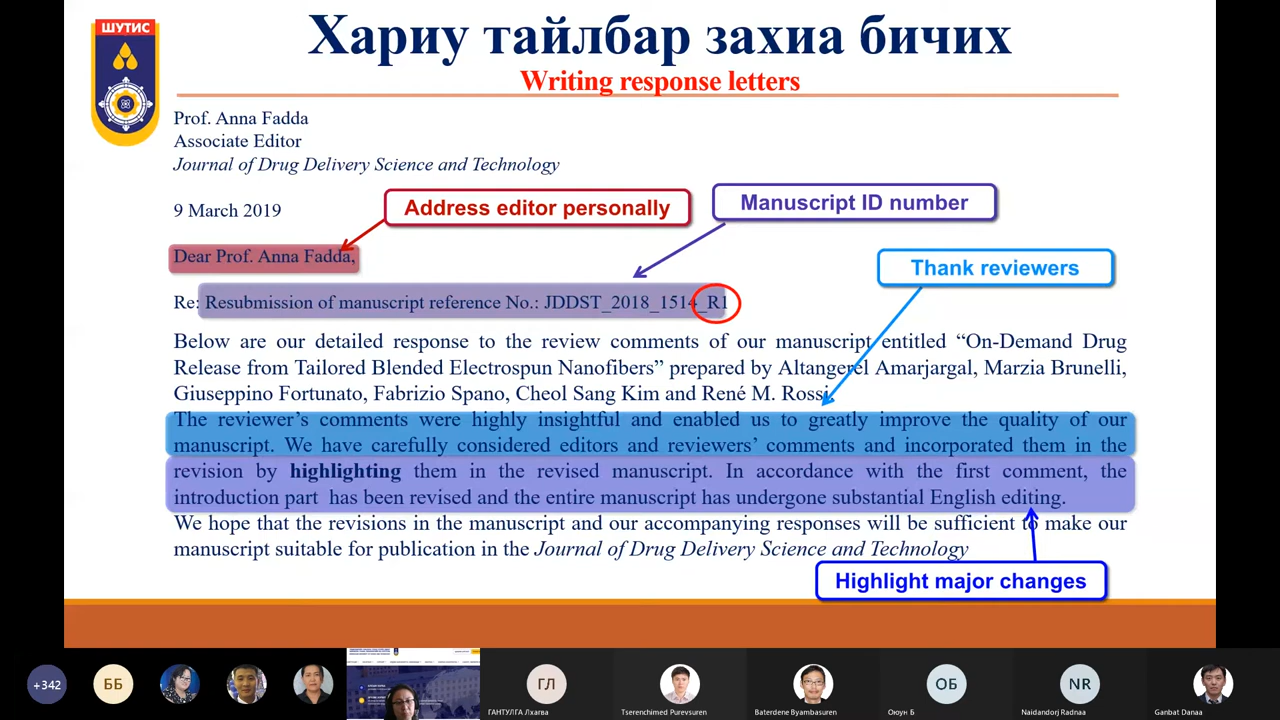 ШУТИС
Хариу тайлбар захиа бичих
Writing response letters
Prof. Anna Fadda
Associate Editor
Journal of Drug Delivery Science and Technology
9 March 2019
Address editor personally
Manuscript ID number
Dear Prof. Anna Fadda,
Thank reviewers
Re: Resubmission of manuscript reference No.: JDDST_2018_1514_R1
Below are our detailed response to the review comments of our manuscript entitled “On-Demand Drug
Release from Tailored Blended Electrospun Nanofibers” prepared by Altangerel Amarjargal, Marzia Brunelli,
Giuseppino Fortunato, Fabrizio Spano, Cheol Sang Kim and René M. Rossi.
The reviewer’s comments were highly insightful and enabled us to greatly improve the quality of our
manuscript. We have carefully considered editors and reviewers’ comments and incorporated them in the
revision by highlighting them in the revised manuscript. In accordance with the first comment, the
introduction part has been revised and the entire manuscript has undergone substantial English editing.
We hope that the revisions in the manuscript and our accompanying responses will be sufficient to make our
manuscript suitable for publication in the Journal of Drug Delivery Science and Technology
Highlight major changes
+342
ББ
ГЛ
ОБ
NR
ГАНТУЛГА Лхагва
Tserenchimed Purevsuren
Baterdene Byambasuren
Оюун Б
Naidandorj Radnaa
Ganbat Danaa